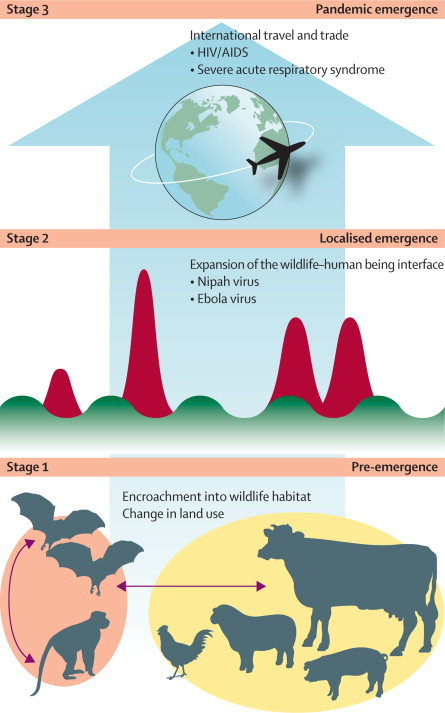 Stage 3 Pandemic emergence
International travel and trade
• HIV/AIDS
• Severe acute respiratory syndrome
Stage 2 Localised emergence
Expansion of the wildlife–human being interface
• Nipah virus
• Ebola virus
Stage 1 Pre-emergence
Encroachment into wildlife habitat
Change in land use